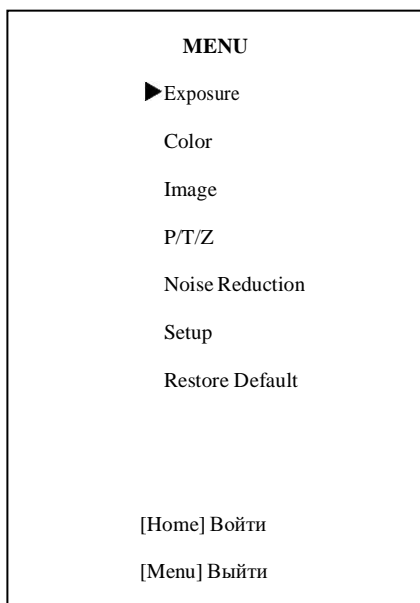 MENU
Exposure
Color
Image
P/T/Z
Noise Reduction
Setup
Restore Default
[Home] Войти
[Menu] Выйти